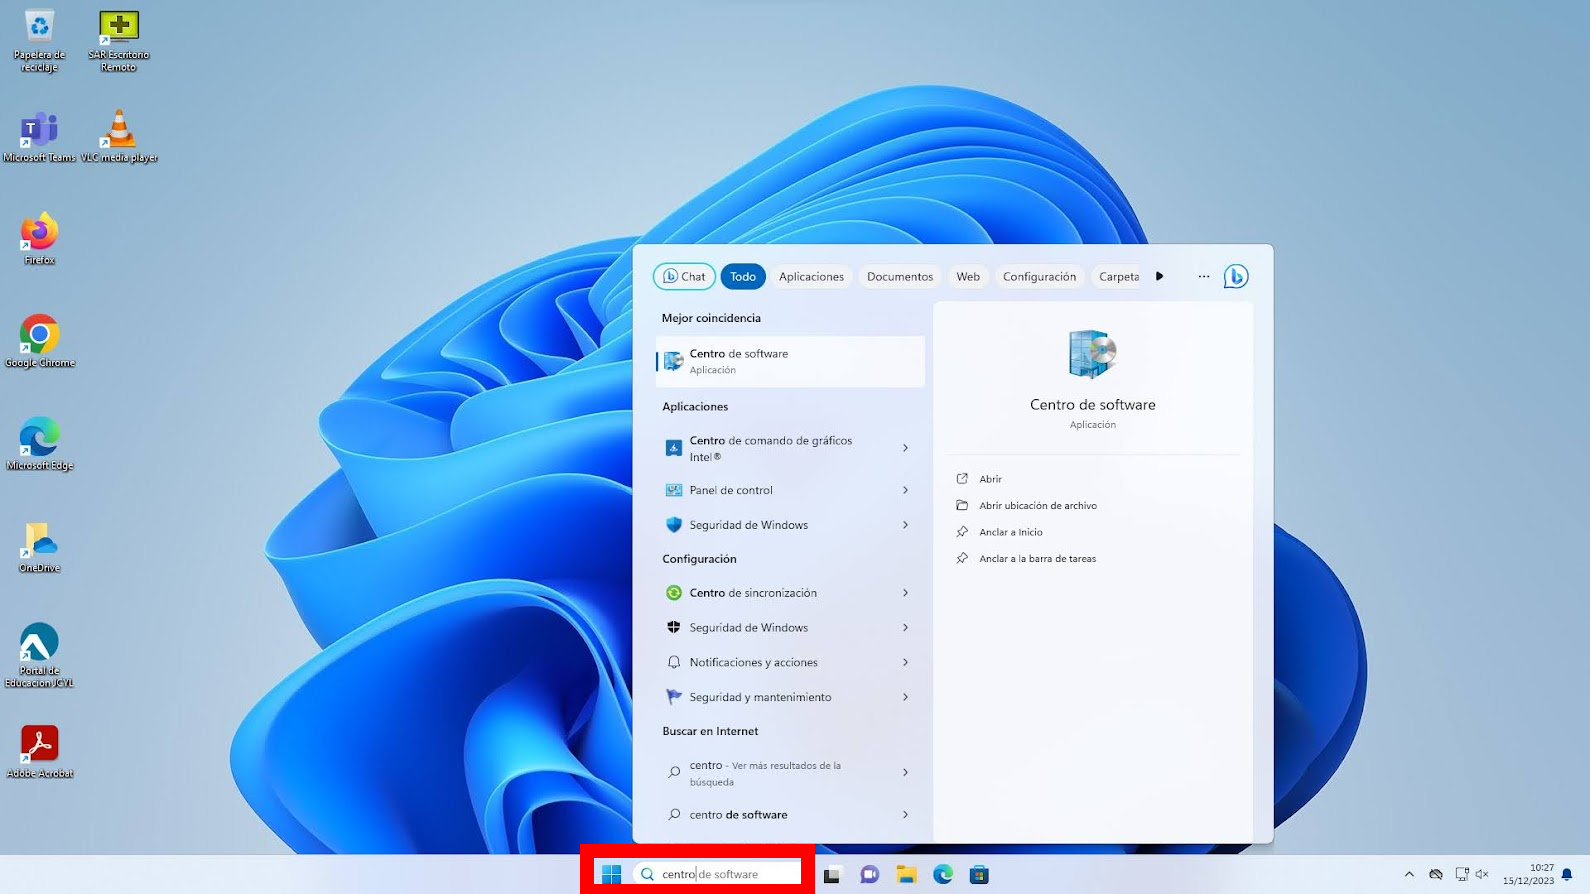 Papelera de
reciclaje
SAR Escritorio
Remoto
Microsoft Teams
VLC media player
Firefox
Google Chrome
Microsoft Edge
OneDrive
Portal de
Educación JCYL
Adobe Acrobat
Chat
Todo
Aplicaciones
Documentos
Web
Configuración
Carpeta
Mejor coincidencia
Centro de software
Aplicación
Aplicaciones
Centro de comando de gráficos
Intel®
Panel de control
Seguridad de Windows
Configuración
Centro de sincronización
Seguridad de Windows
Notificaciones y acciones
Seguridad y mantenimiento
Buscar en Internet
centro - Ver más resultados de la
búsqueda
centro de software
Centro de software
Aplicación
Abrir
Abrir ubicación de archivo
Anclar a Inicio
Anclar a la barra de tareas
centro de software
10:27
15/12/2023